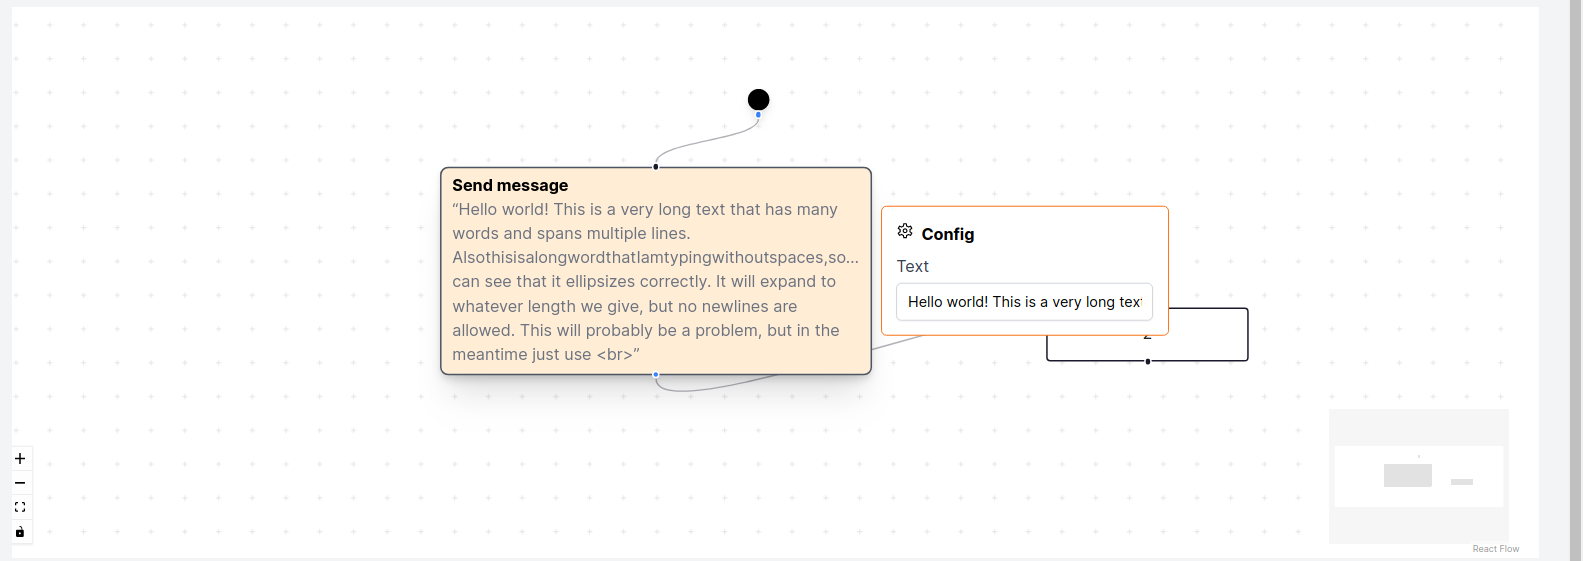 Send message
“Hello world! This is a very long text that has many
words and spans multiple lines.
AlsothisisalongwordthatIamtypingwithoutspaces,so...
can see that it ellipsizes correctly. It will expand to
whatever length we give, but no newlines are
allowed. This will probably be a problem, but in the
meantime just use <br>”
Config
Text
Hello world! This is a very long text
React Flow